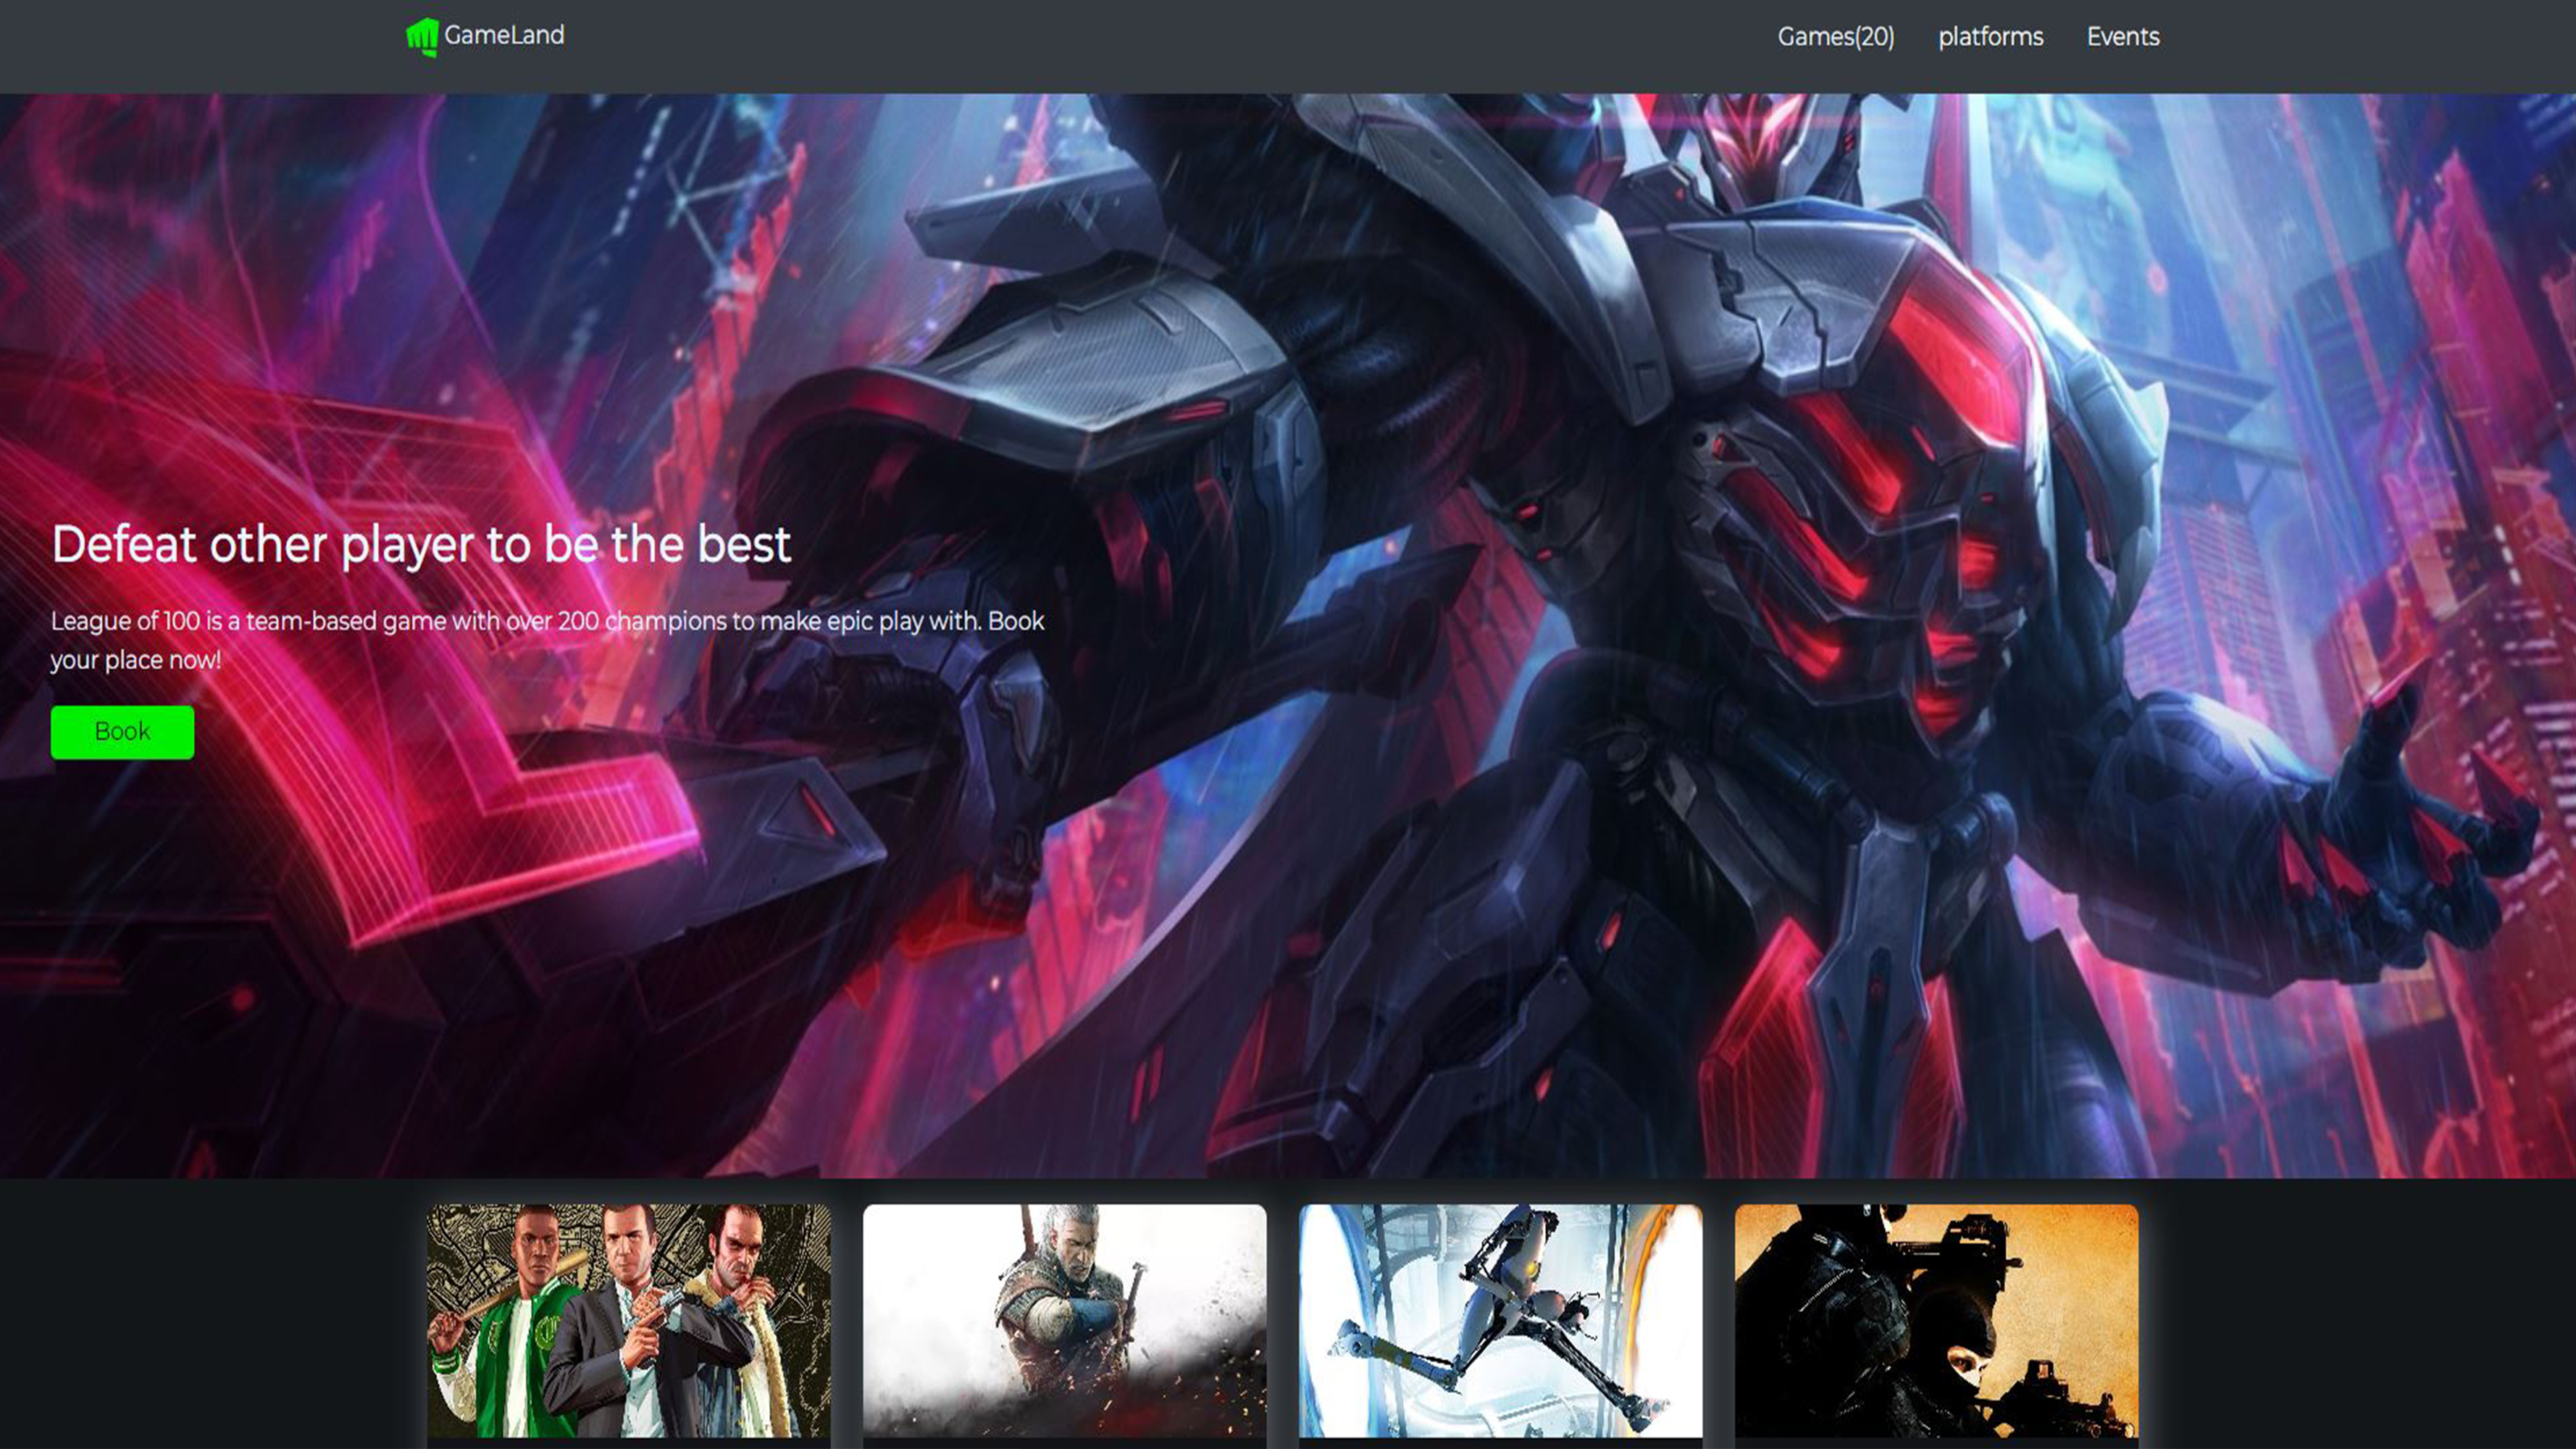 GameLand
Games(20)
platforms
Events
Defeat other player to be the best
League of 100 is a team-based game with over 200 champions to make epic play with. Book
your place now!
Book